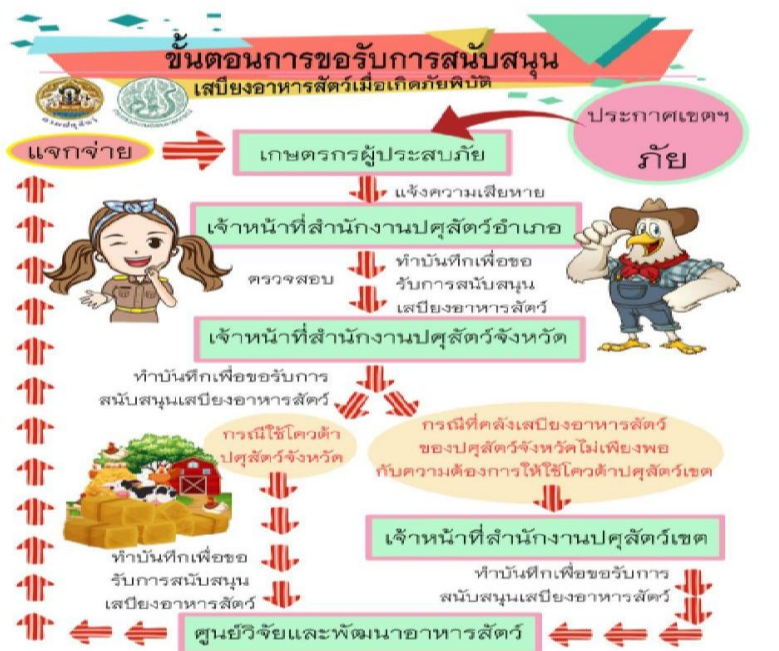 ขั้นตอนการขอรับการสนับสนุน
เสบียงอาหารสัตว์เมื่อเกิดภัยพิบัติ
ประกาศเขตฯ
ภัย
แจกจ่าย
เกษตรกรผู้ประสบภัย
แจ้งความเสียหาย
เจ้าหน้าที่สำนักงานปศุสัตว์อำเภอ
ตรวจสอบ
ทำบันทึกเพื่อขอ
รับการสนับสนุน
เสบียงอาหารสัตว์
เจ้าหน้าที่สำนักงานปศุสัตว์จังหวัด
ทำบันทึกเพื่อขอรับการ
สนับสนุนเสบียงอาหารสัตว์
กรณีใช้โควต้า
ปศุสัตว์จังหวัด
กรณีที่คลังเสบียงอาหารสัตว์
ของปศุสัตว์จังหวัดไม่เพียงพอ
กับความต้องการให้ใช้โควต้าปศุสัตว์เขต
เจ้าหน้าที่สำนักงานปศุสัตว์เขต
ทำบันทึกเพื่อขอ
รับการสนับสนุน
เสบียงอาหารสัตว์
ทำบันทึกเพื่อขอรับการ
สนับสนุนเสบียงอาหารสัตว์
ศูนย์วิจัยและพัฒนาอาหารสัตว์